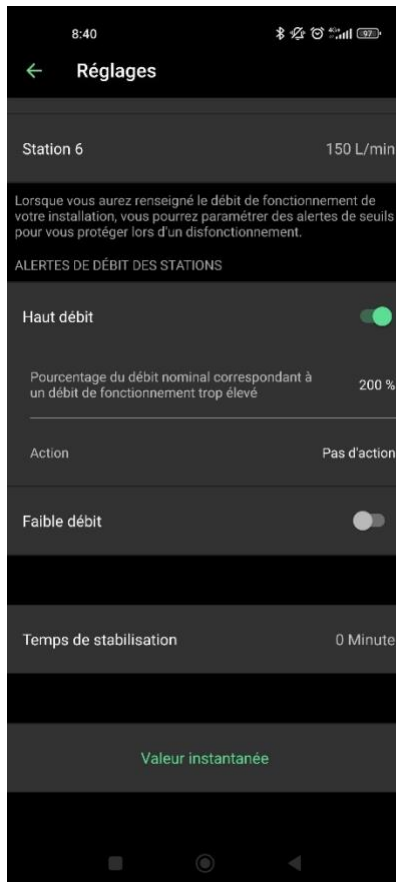 8:40
97
Réglages
Station 6
150 L/min
Lorsque vous aurez renseigné le débit de fonctionnement de
votre installation, vous pourrez paramétrer des alertes de seuils
pour vous protéger lors d'un disfonctionnement.
ALERTES DE DÉBIT DES STATIONS
Haut débit
Pourcentage du débit nominal correspondant à
un débit de fonctionnement trop élevé
200 %
Action
Pas d'action
Faible débit
Temps de stabilisation
0 Minute
Valeur instantanée